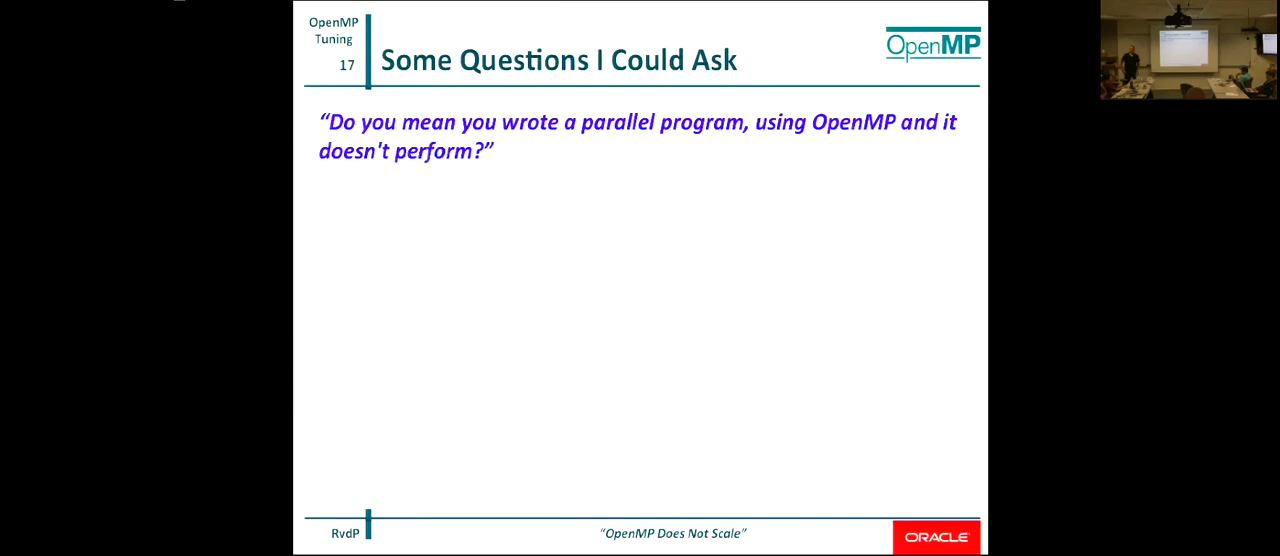 OpenMP
Tuning
17
Some Questions I Could Ask
OpenMP
“Do you mean you wrote a parallel program, using OpenMP and it
doesn't perform?”
RvdP
“OpenMP Does Not Scale”
ORACLE